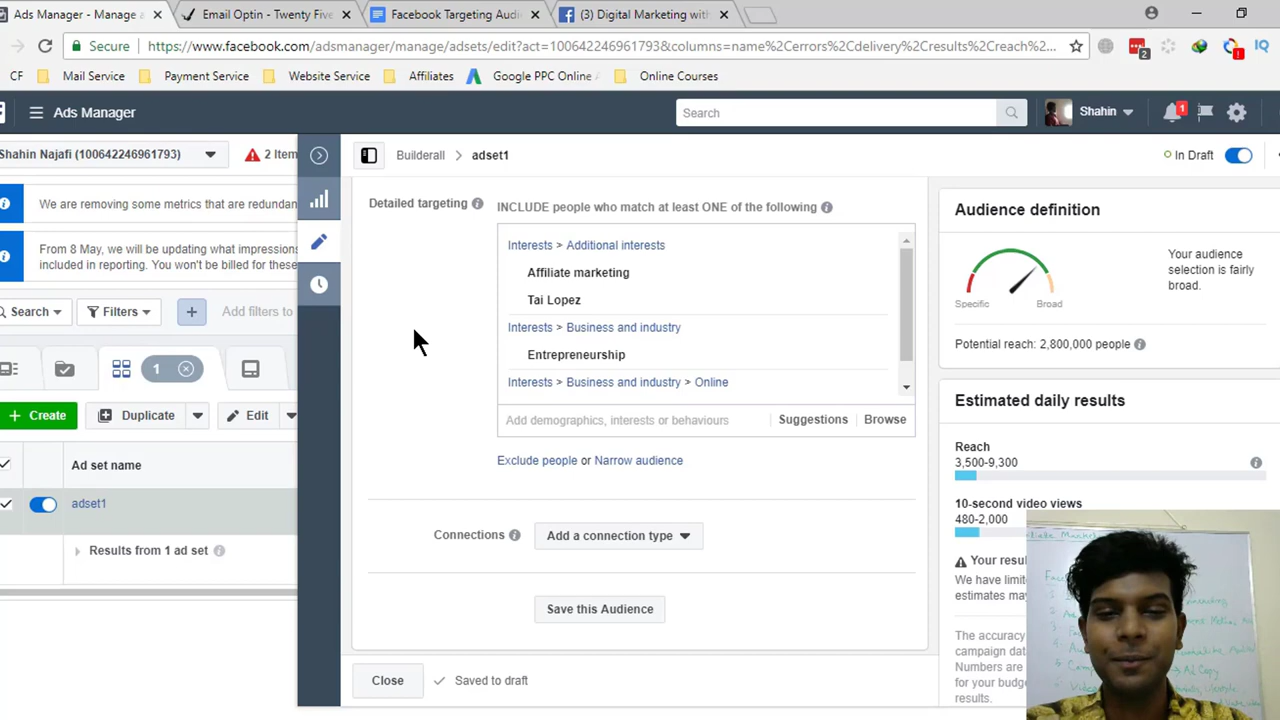 Ads Manager - Manage a
Email Optin - Twenty Five
Facebook Targeting Audi
(3) Digital Marketing with
Secure
https://www.facebook.com/adsmanager/manage/adsets/edit?act=100642246961793&columns=name%2Cerrors%2Cdelivery%2Cresults%2Creach%2C...
2
IQ
CF
Mail Service
Payment Service
Website Service
Affiliates
Google PPC Online A
Online Courses
Ads Manager
Search
Shahin
1
Shahin Najafi (100642246961793)
2 Item
Builderall > adset1
In Draft
We are removing some metrics that are redundan
From 8 May, we will be updating what impressions
included in reporting. You won't be billed for these
Search
Filters
Add filters to
1
Create
Duplicate
Edit
Ad set name
adset1
Results from 1 ad set
Detailed targeting
INCLUDE people who match at least ONE of the following
Interests > Additional interests
Affiliate marketing
Tai Lopez
Interests > Business and industry
Entrepreneurship
Interests > Business and industry > Online
Add demographics, interests or behaviours
Suggestions
Browse
Exclude people or Narrow audience
Connections
Add a connection type
Save this Audience
Close
Saved to draft
Audience definition
Specific
Broad
Your audience
selection is fairly
broad.
Potential reach: 2,800,000 people
Estimated daily results
Reach
3,500-9,300
10-second video views
480-2,000
Your resu
We have limit
estimates may
The accuracy
campaign data
Numbers are
for your budge
results.